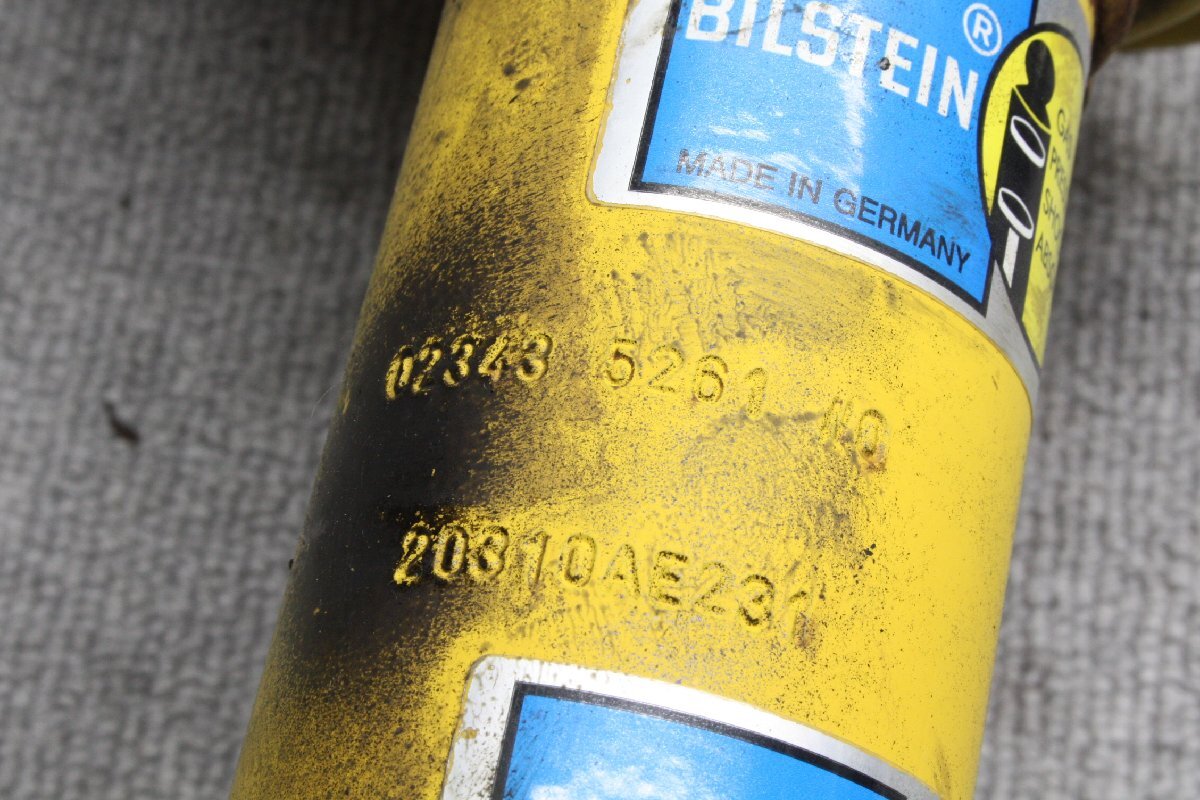 BILSTEIN®
MADE IN GERMANY
02343 5261
20310AE231